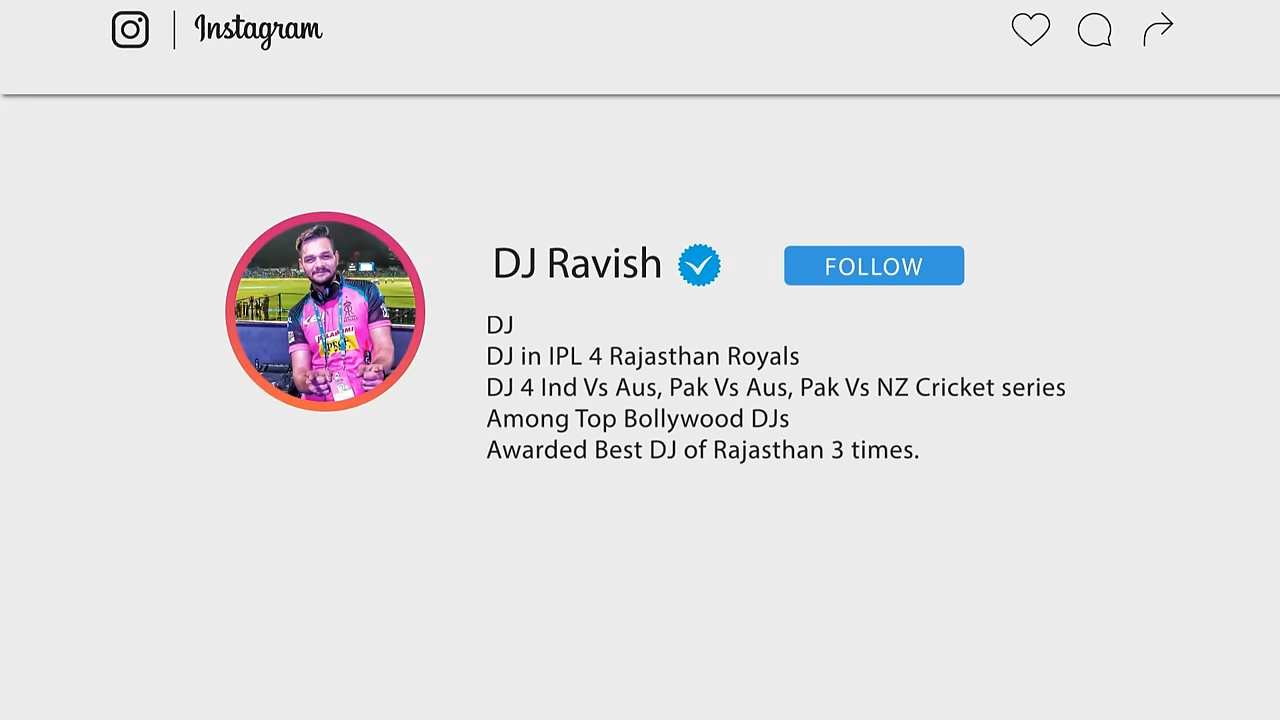 Instagram
DJ Ravish
FOLLOW
DJ
DJ in IPL 4 Rajasthan Royals
DJ 4 Ind Vs Aus, Pak Vs Aus, Pak Vs NZ Cricket series
Among Top Bollywood DJs
Awarded Best DJ of Rajasthan 3 times.